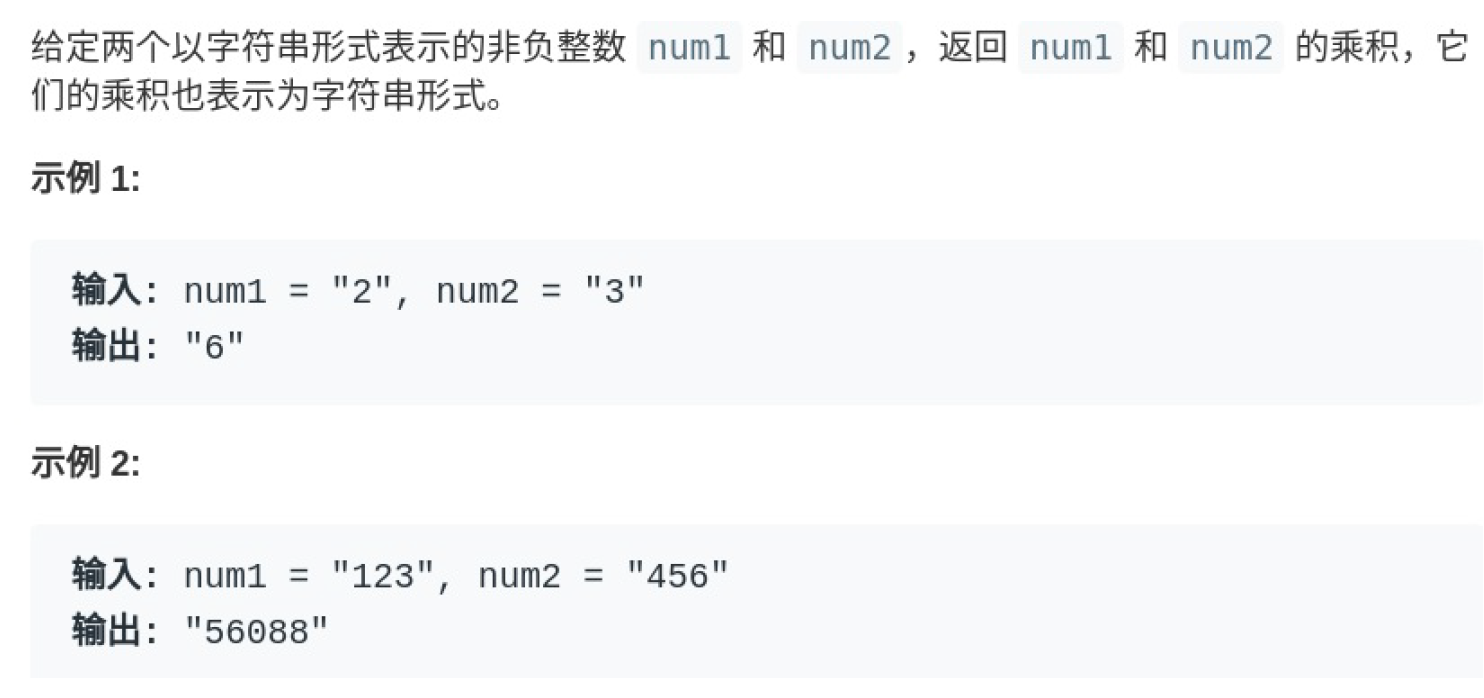 给定两个以字符串形式表示的非负整数 num1 和 num2，返回 num1 和 num2 的乘积，它
们的乘积也表示为字符串形式。
示例 1:
输入: num1 = "2", num2 = "3"
输出: "6"
示例 2:
输入: num1 = "123", num2 = "456"
输出: "56088"